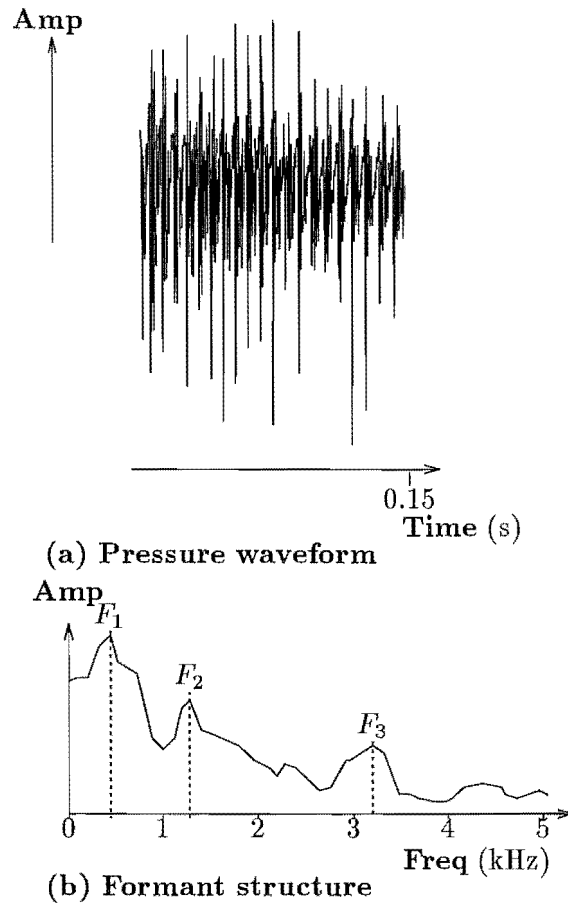 Amp
0.15
Time (s)
(a) Pressure waveform
Amp
F1
F2
F3
0 1 2 3 4 5
Freq (kHz)
(b) Formant structure